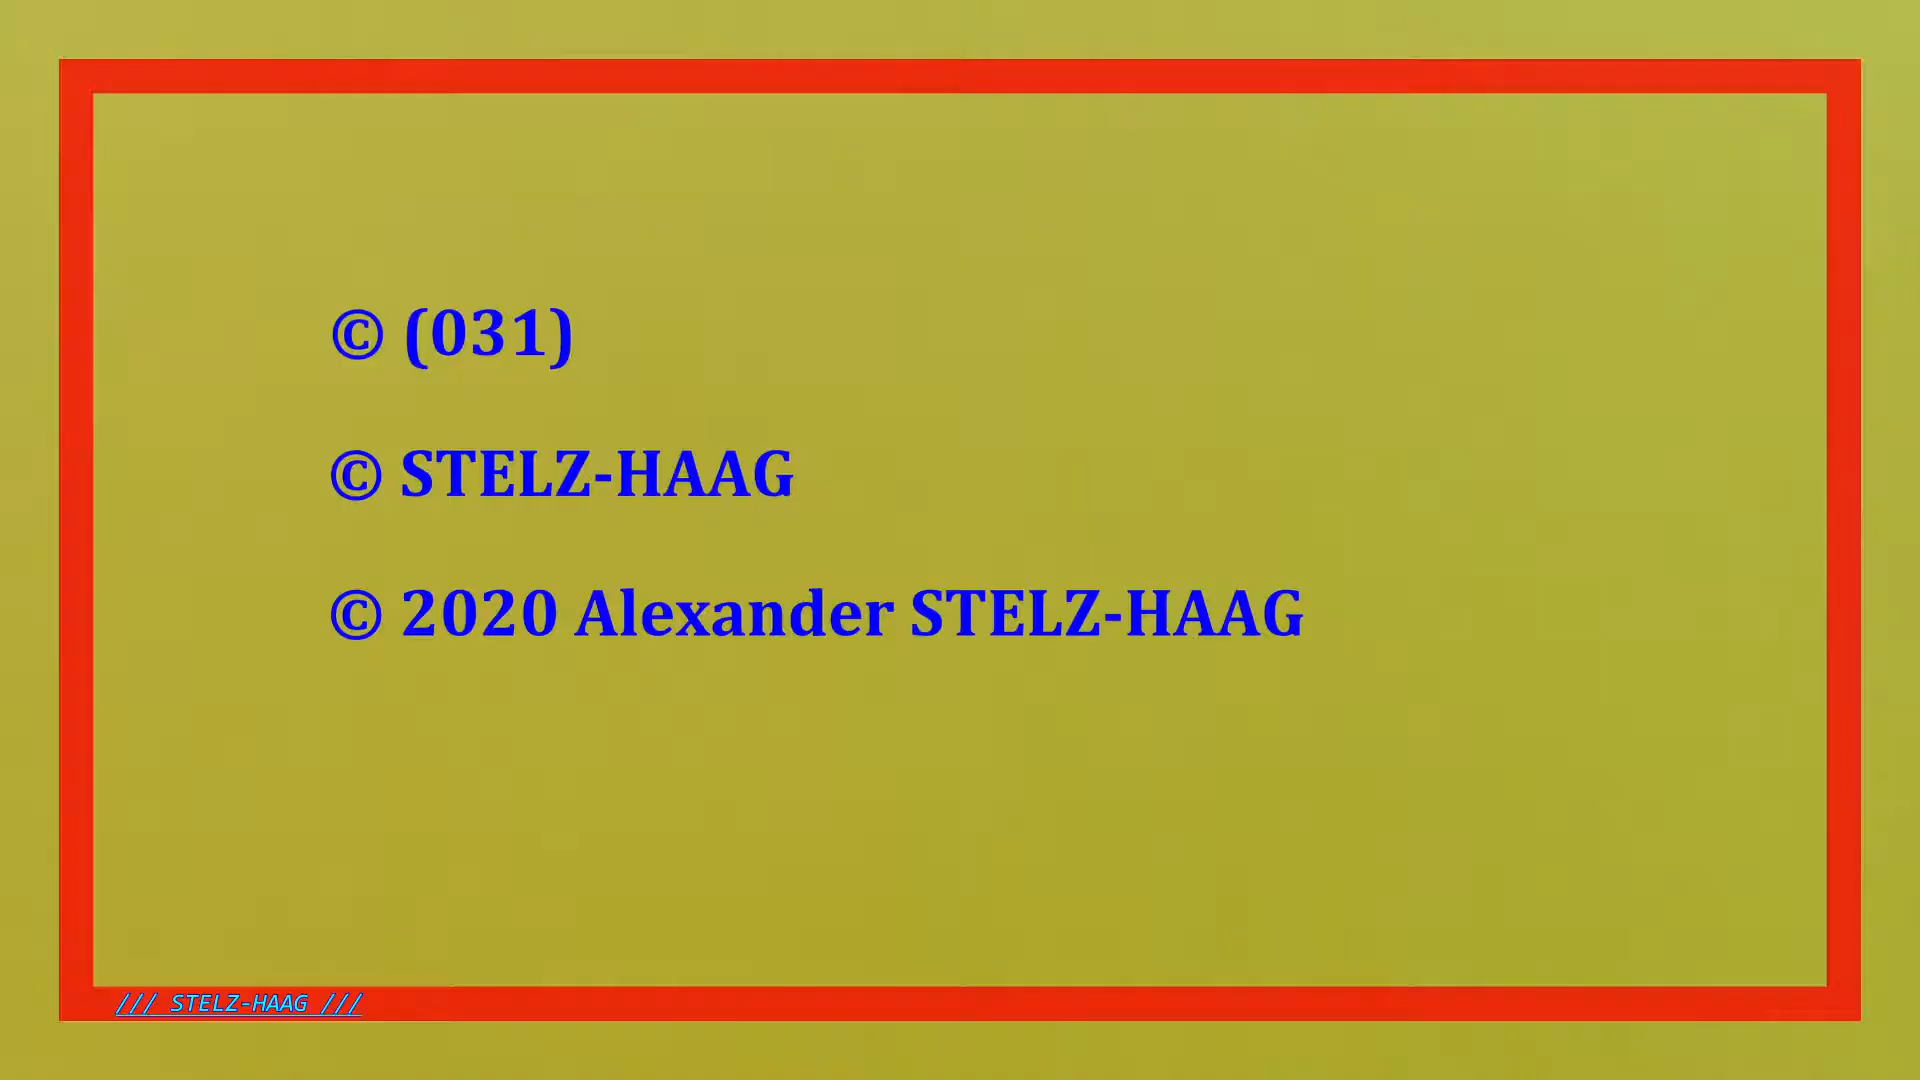 © (031)
© STELZ-HAAG
© 2020 Alexander STELZ-HAAG
/// STELZ-HAAG ///